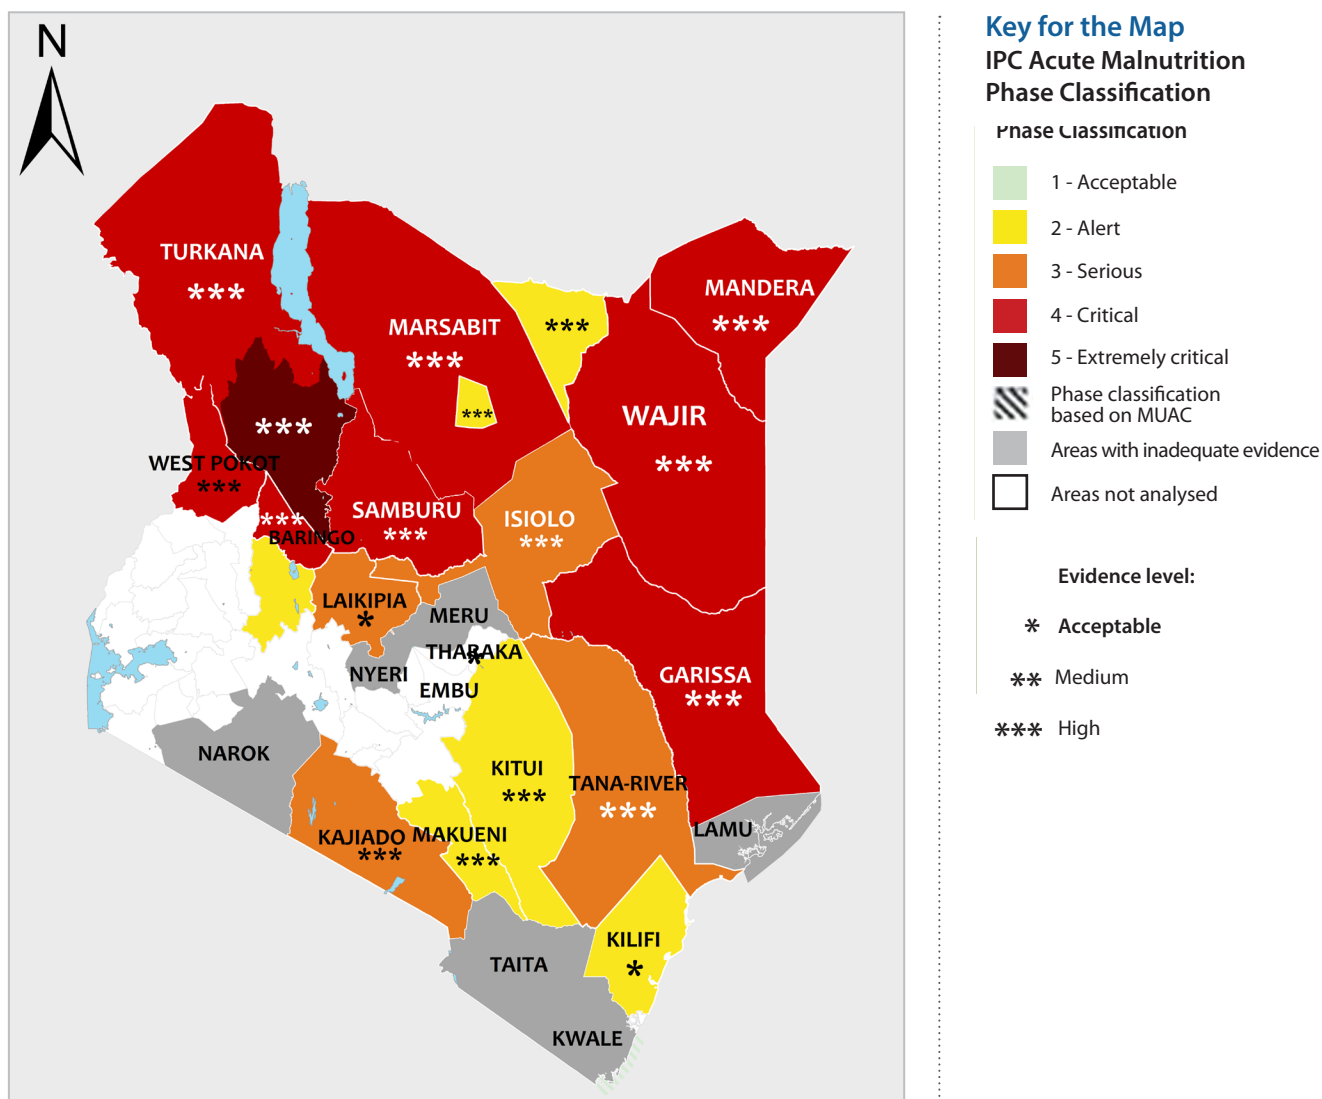 N
TURKANA
***
MANDERA
***
***
MARSABIT
***
***
WAJIR
***
***
WEST POKOT
***
SAMBURU
***
ISIOLO
***
***
BARINGO
LAIKIPIA
*
MERU
THARAKA
*
NYERI
EMBU
GARISSA
***
NAROK
KITUI
***
TANA-RIVER
***
KAJIADO
***
MAKUENI
***
LAMU
KILIFI
*
TAITA
KWALE
Key for the Map
IPC Acute Malnutrition
Phase Classification
Phase Classification
1 - Acceptable
2 - Alert
3 - Serious
4 - Critical
5 - Extremely critical
Phase classification
based on MUAC
Areas with inadequate evidence
Areas not analysed
Evidence level:
* Acceptable
** Medium
*** High